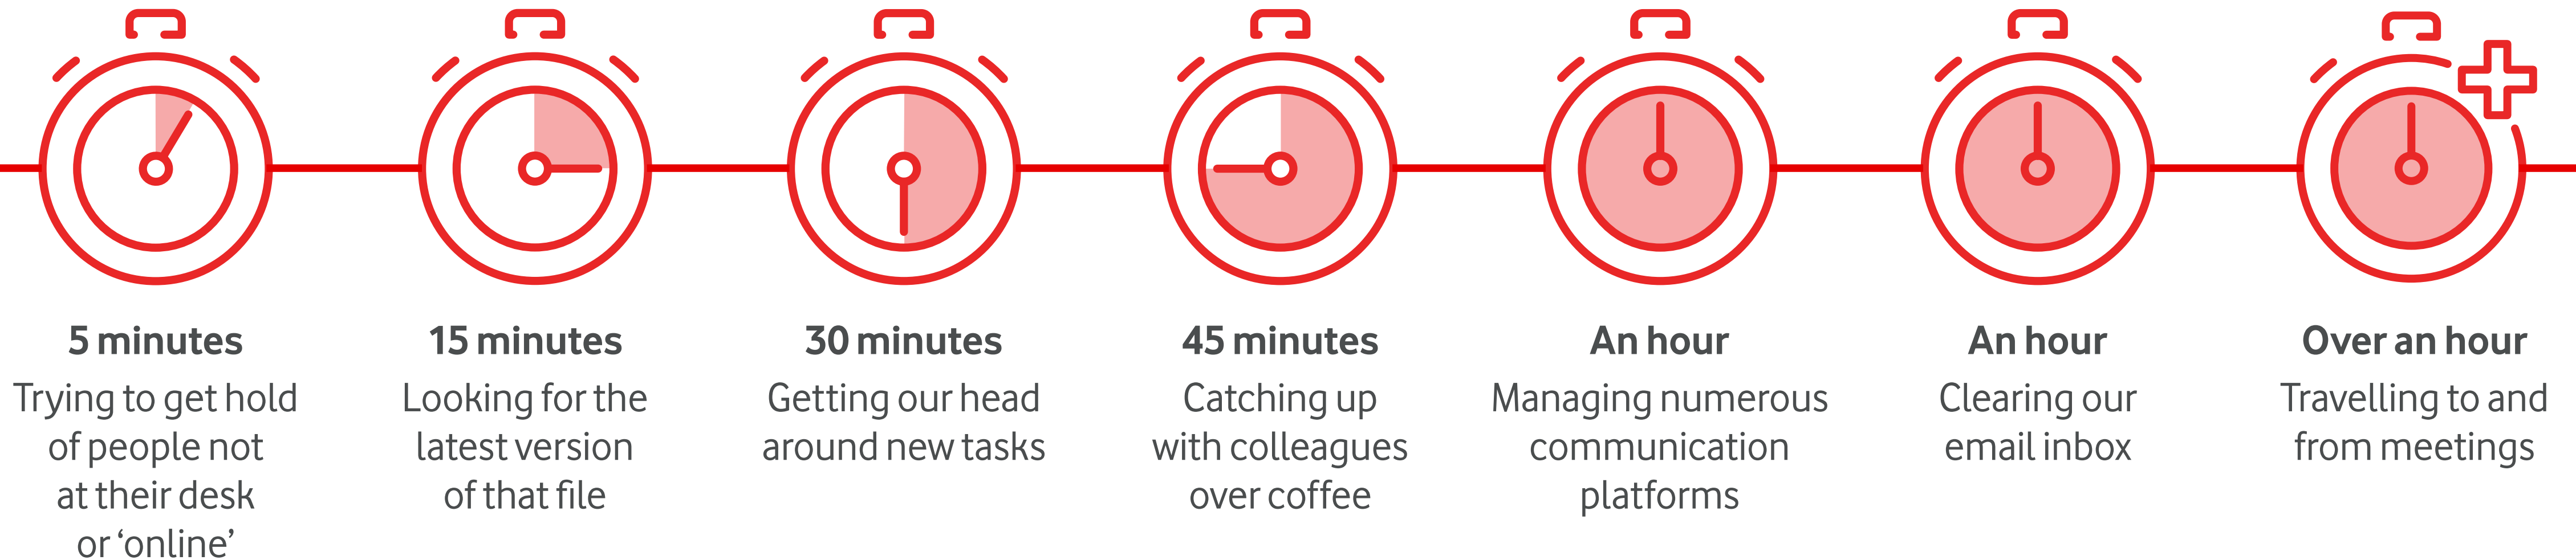 5 minutes
Trying to get hold
of people not
at their desk
or ‘online’
15 minutes
Looking for the
latest version
of that file
30 minutes
Getting our head
around new tasks
45 minutes
Catching up
with colleagues
over coffee
An hour
Managing numerous
communication
platforms
An hour
Clearing our
email inbox
Over an hour
Travelling to and
from meetings